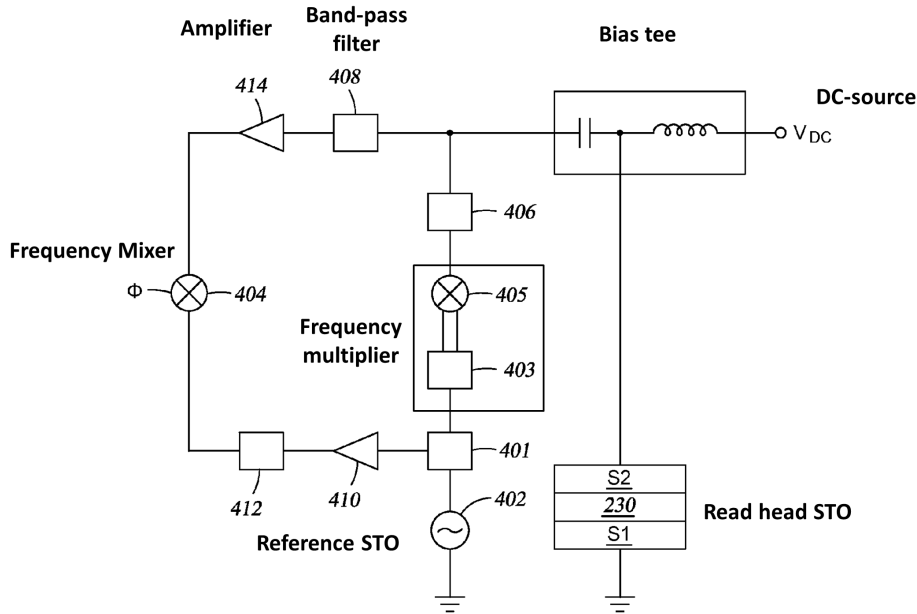 Amplifier
Band-pass
filter
Bias tee
408
414
DC-source
V DC
406
Frequency Mixer
Φ
404
405
Frequency
multiplier
403
401
412
410
402
S2
230
S1
Read head STO
Reference STO